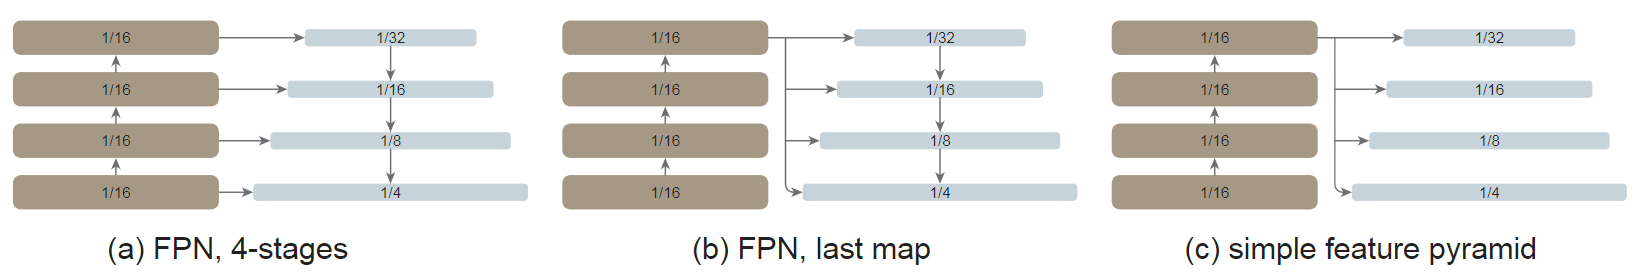 1/16 1/32 1/16 1/32 1/16 1/32
1/16 1/16 1/16 1/16 1/16 1/16
1/16 1/8 1/16 1/8 1/16 1/8
1/16 1/4 1/16 1/4 1/16 1/4
(a) FPN, 4-stages (b) FPN, last map (c) simple feature pyramid